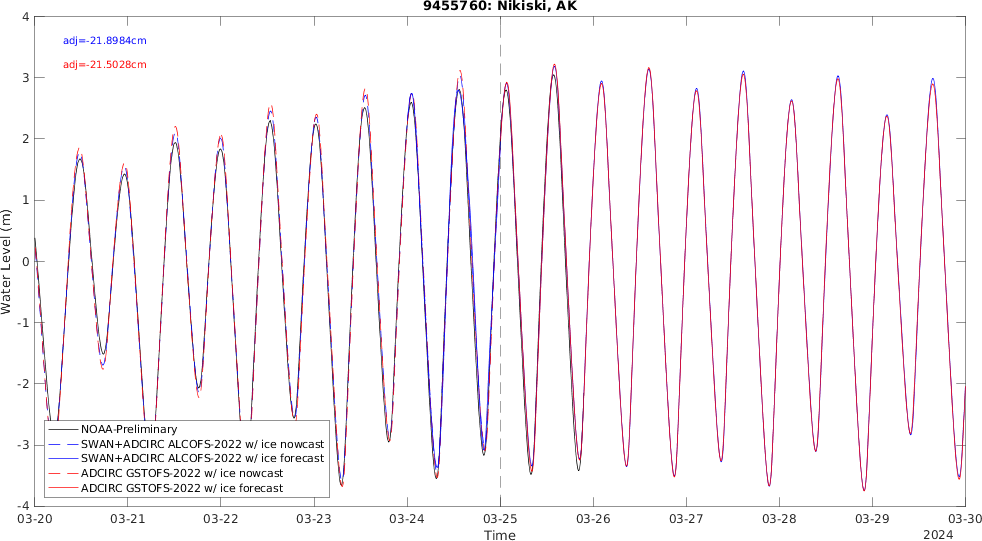 9455760: Nikiski, AK
adj=-21.8984cm
adj=-21.5028cm
Water Level (m)
4
3
2
1
0
-1
-2
-3
-4
NOAA-Preliminary
SWAN+ADCIRC ALCOFS-2022 w/ ice nowcast
SWAN+ADCIRC ALCOFS-2022 w/ ice forecast
ADCIRC GSTOFS-2022 w/ ice nowcast
ADCIRC GSTOFS-2022 w/ ice forecast
03-20 03-21 03-22 03-23 03-24 03-25 03-26 03-27 03-28 03-29 03-30
Time
2024